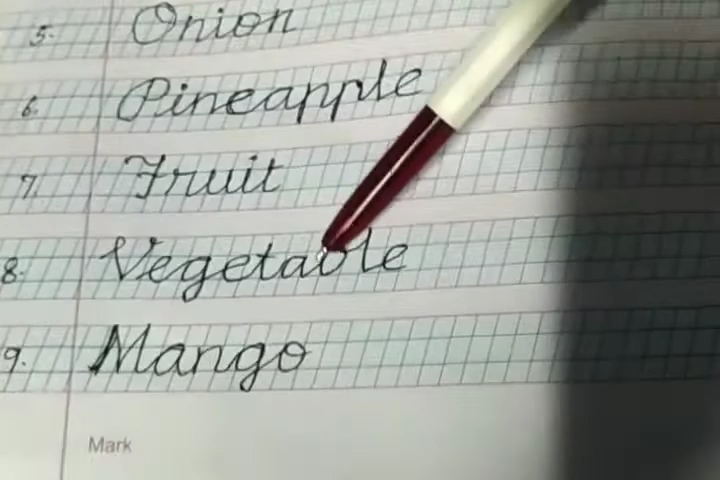 5. Onion
6. Pineapple
7. Fruit
8. Vegetable
9. Mango
Mark